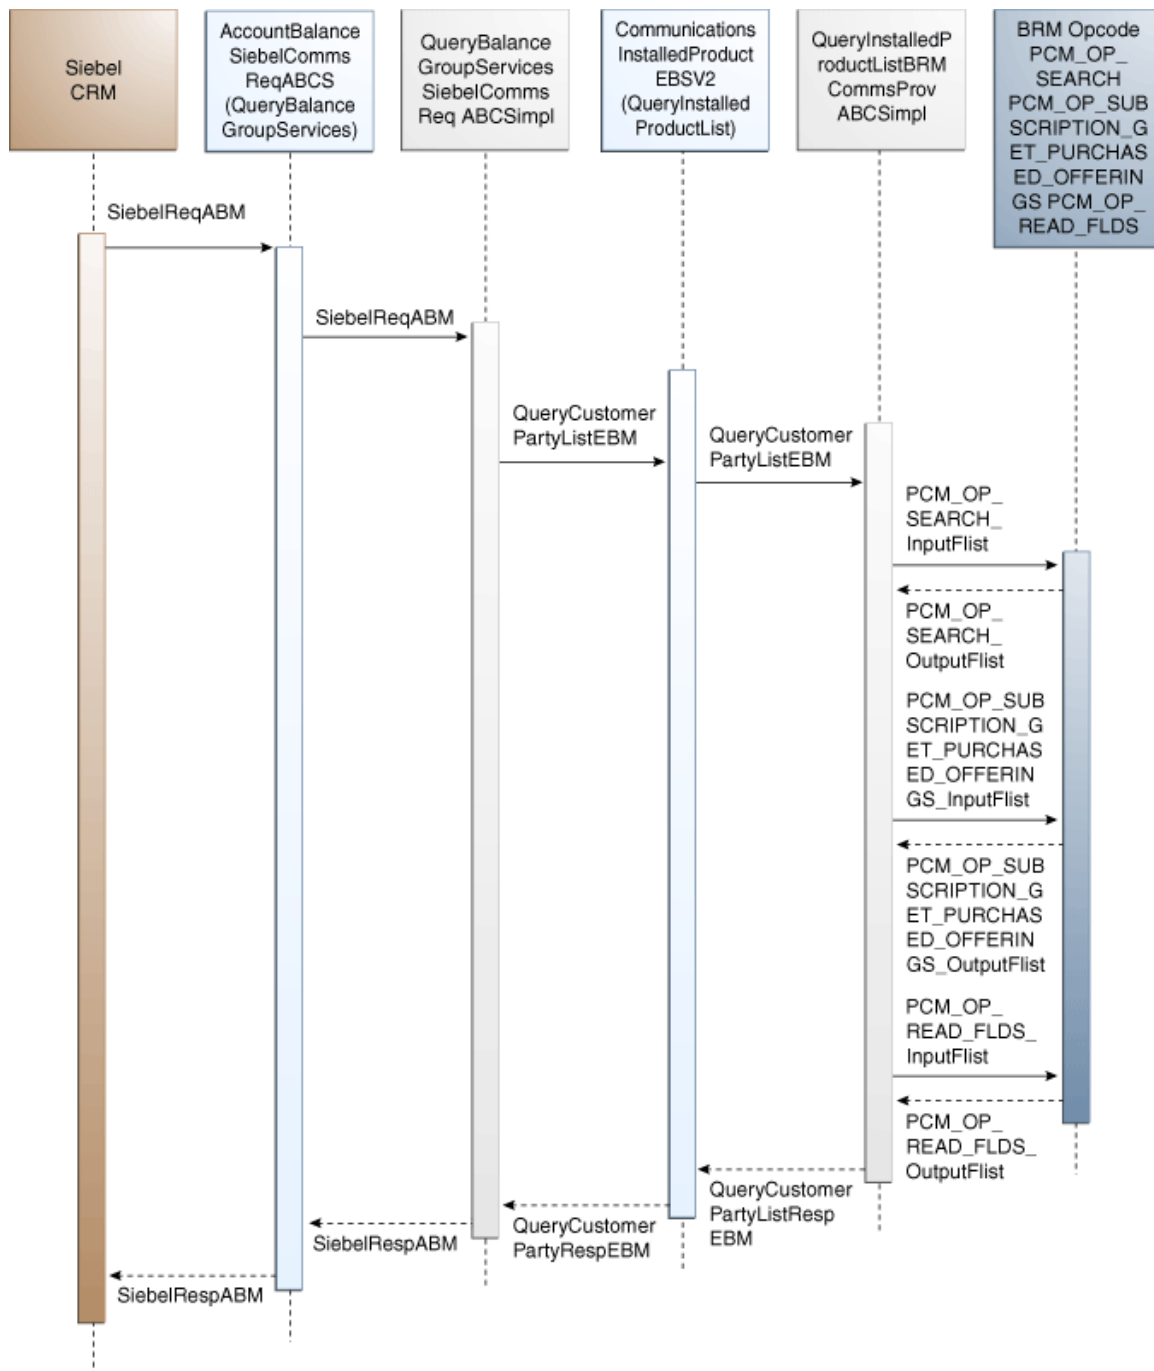 Siebel
CRM
AccountBalance
SiebelComms
ReqABCS
(QueryBalance
GroupServices)
QueryBalance
GroupServices
SiebelComms
Req ABCSimpl
Communications
InstalledProduct
EBSV2
(QueryInstalled
ProductList)
QueryInstalledP
roductListBRM
CommsProv
ABCSimpl
BRM Opcode
PCM_OP_
SEARCH
PCM_OP_SUB
SCRIPTION_G
ET_PURCHAS
ED_OFFERIN
GS PCM_OP_
READ_FLDS
SiebelReqABM
SiebelReqABM
QueryCustomer
PartyListEBM
QueryCustomer
PartyListEBM
PCM_OP_
SEARCH_
InputFlist
PCM_OP_
SEARCH_
OutputFlist
PCM_OP_SUB
SCRIPTION_G
ET_PURCHAS
ED_OFFERIN
GS_InputFlist
PCM_OP_SUB
SCRIPTION_G
ET_PURCHAS
ED_OFFERIN
GS_OutputFlist
PCM_OP_
READ_FLDS_
InputFlist
PCM_OP_
READ_FLDS_
OutputFlist
QueryCustomer
PartyListResp
EBM
QueryCustomer
PartyRespEBM
SiebelRespABM
SiebelRespABM